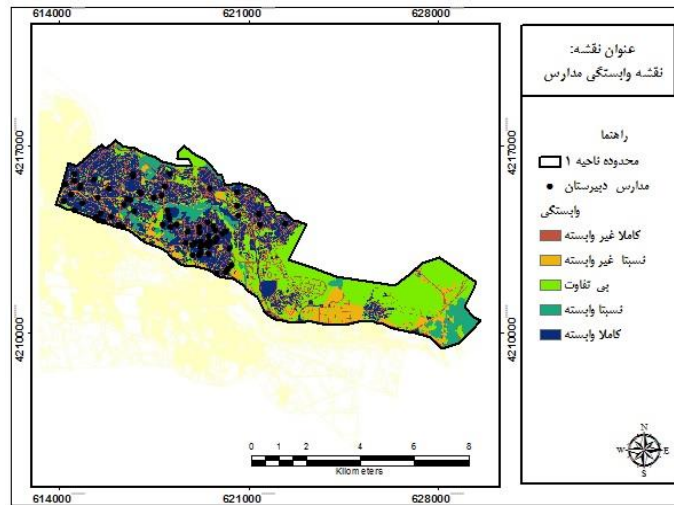 614000 621000 628000
4217000 4217000
4210000 4210000
0 1 2 4 6 8
Kilometers
614000 621000 628000
عنوان نقشه:
نقشه وابستگی مدارس
راهنما
محدوده ناحیه ۱
مدارس دبیرستان
وابستگی
کاملا غیر وابسته
نسبتا غیر وابسته
بی تفاوت
نسبتا وابسته
کاملا وابسته
N
W E
S